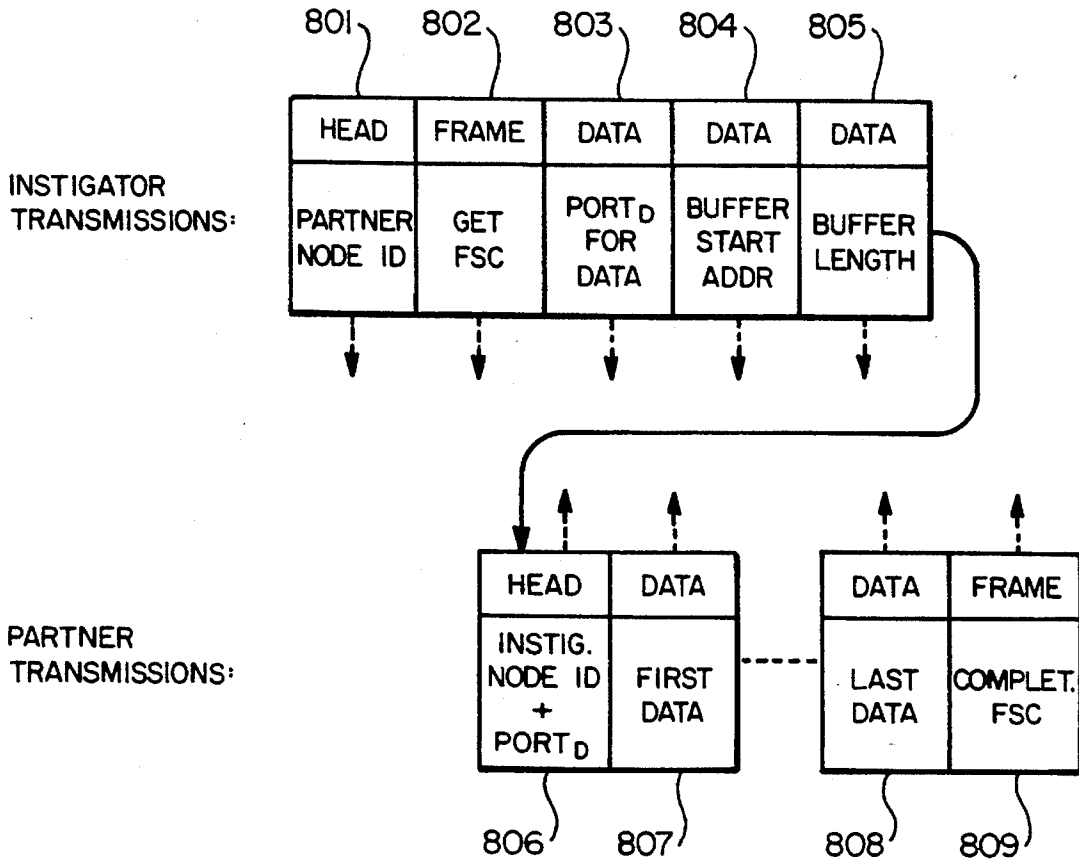 801 802 803 804 805
HEAD FRAME DATA DATA DATA
INSTIGATOR
TRANSMISSIONS:
PARTNER
NODE ID
GET
FSC
PORT D
FOR
DATA
BUFFER
START
ADDR
BUFFER
LENGTH
HEAD DATA DATA FRAME
PARTNER
TRANSMISSIONS:
INSTIG.
NODE ID
+
PORT D
FIRST
DATA
LAST
DATA
COMPLET.
FSC
806 807 808 809